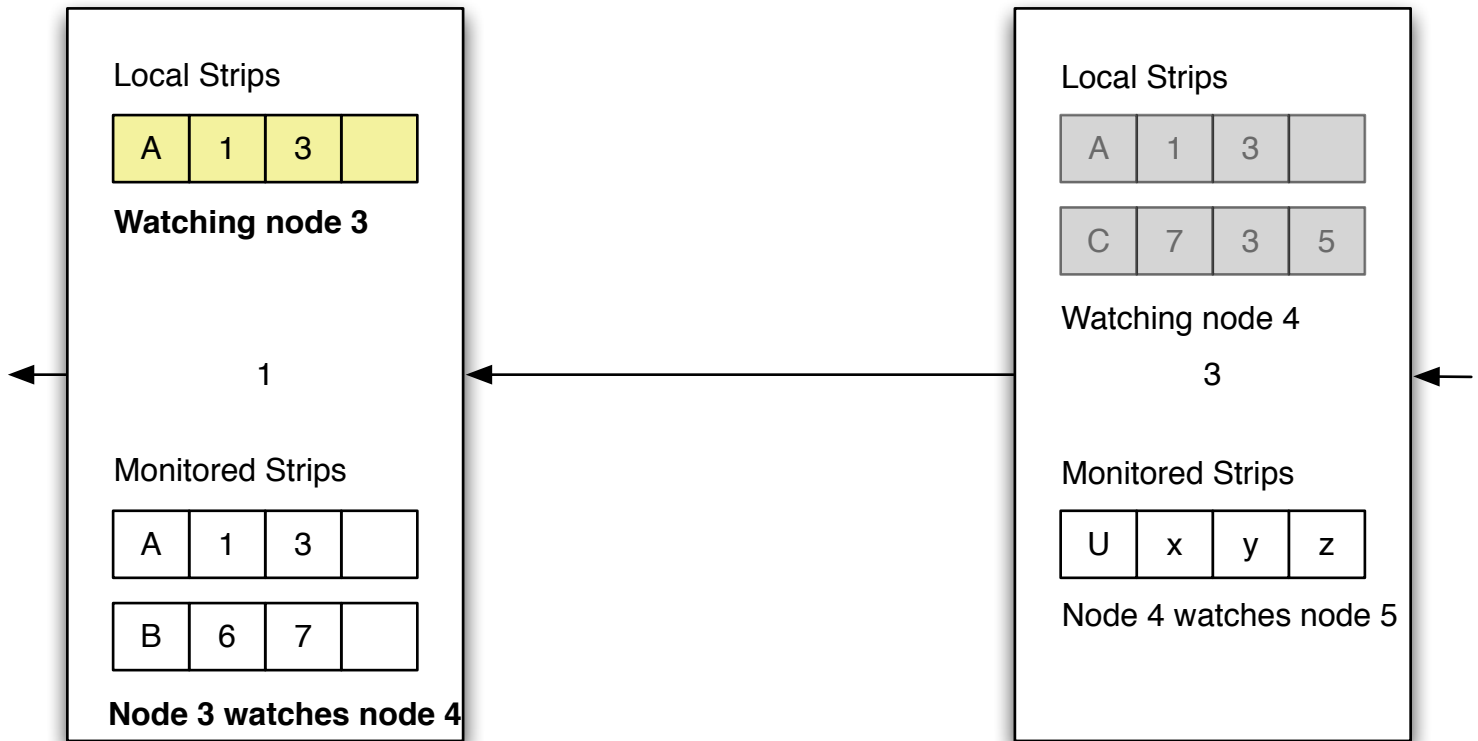 Local Strips
A 1 3
Watching node 3
1
Monitored Strips
A 1 3
B 6 7
Node 3 watches node 4
Local Strips
A 1 3
C 7 3 5
Watching node 4
3
Monitored Strips
U x y z
Node 4 watches node 5